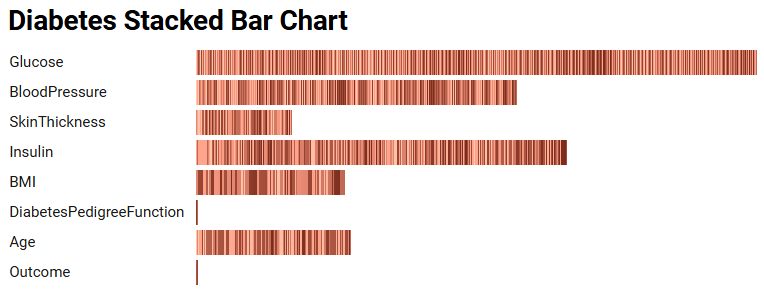 Diabetes Stacked Bar Chart
Glucose
BloodPressure
SkinThickness
Insulin
BMI
DiabetesPedigreeFunction
Age
Outcome